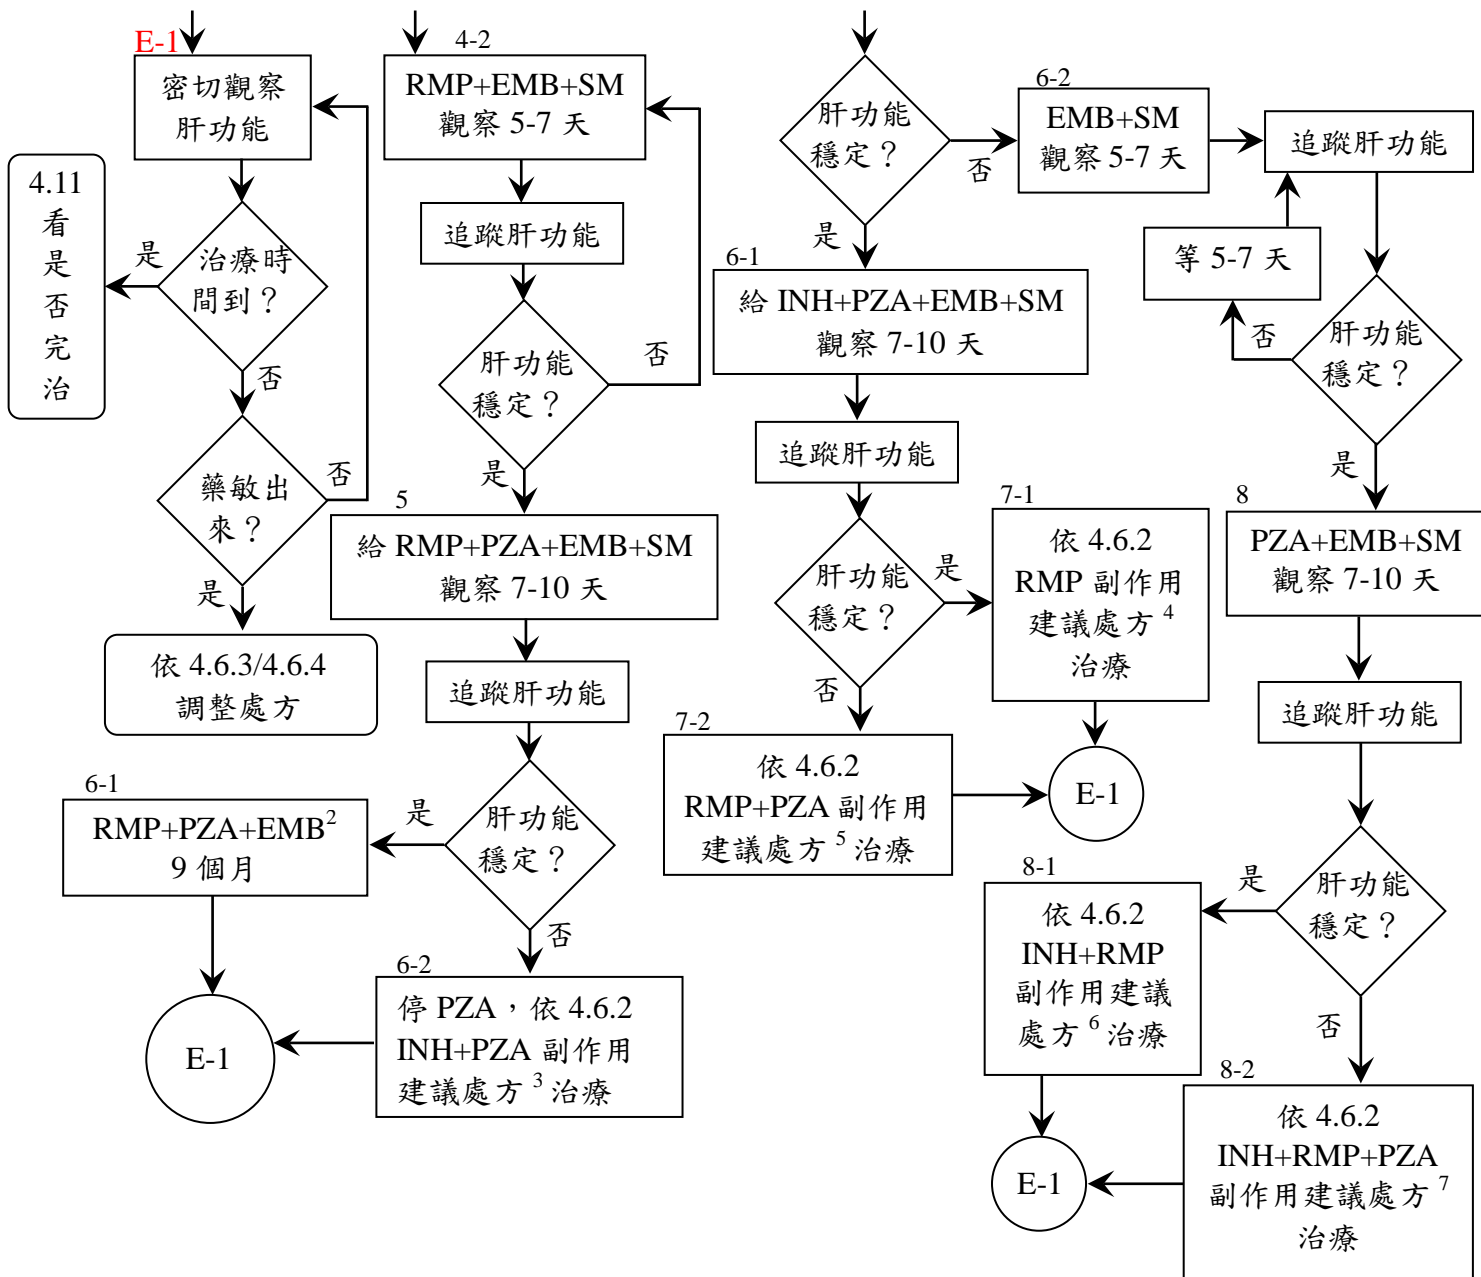 E-1
密切觀察
肝功能
治療時
間到？
是
4.11
看
是
否
完
治
否
藥敏出
來？
否
是
依 4.6.3/4.6.4
調整處方
4-2
RMP+EMB+SM
觀察 5-7 天
追蹤肝功能
肝功能
穩定？
否
是
5
給 RMP+PZA+EMB+SM
觀察 7-10 天
追蹤肝功能
肝功能
穩定？
是
6-1
RMP+PZA+EMB²
9 個月
E-1
否
6-2
停 PZA，依 4.6.2
INH+PZA 副作用
建議處方 ³ 治療
肝功能
穩定？
否
6-2
EMB+SM
觀察 5-7 天
追蹤肝功能
等 5-7 天
肝功能
穩定？
否
是
是
6-1
給 INH+PZA+EMB+SM
觀察 7-10 天
追蹤肝功能
肝功能
穩定？
是
7-1
依 4.6.2
RMP 副作用
建議處方 ⁴
治療
否
7-2
依 4.6.2
RMP+PZA 副作用
建議處方 ⁵ 治療
E-1
8
PZA+EMB+SM
觀察 7-10 天
追蹤肝功能
肝功能
穩定？
是
8-1
依 4.6.2
INH+RMP
副作用建議
處方 ⁶ 治療
否
8-2
依 4.6.2
INH+RMP+PZA
副作用建議處方 ⁷
治療
E-1